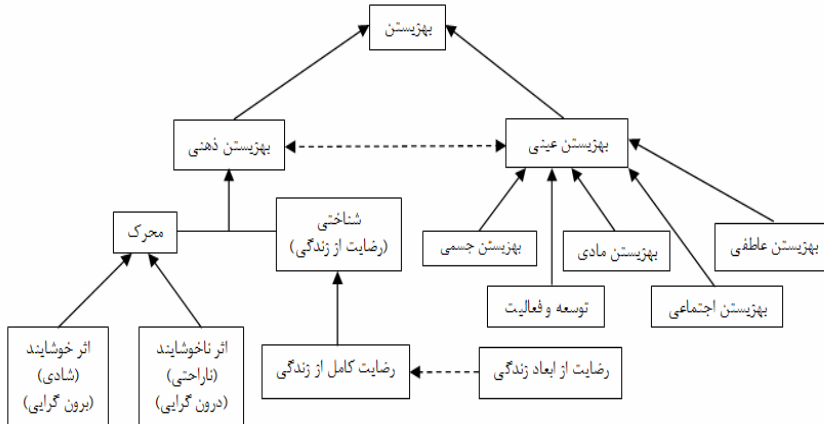 بهزیستن
بهزیستن ذهنی
بهزیستن عینی
محرک
شناختی
(رضایت از زندگی)
بهزیستن جسمی
بهزیستن مادی
بهزیستن عاطفی
توسعه و فعالیت
بهزیستن اجتماعی
اثر خوشایند
(شادی)
(برون گرایی)
اثر ناخوشایند
(ناراحتی)
(درون گرایی)
رضایت کامل از زندگی
رضایت از ابعاد زندگی